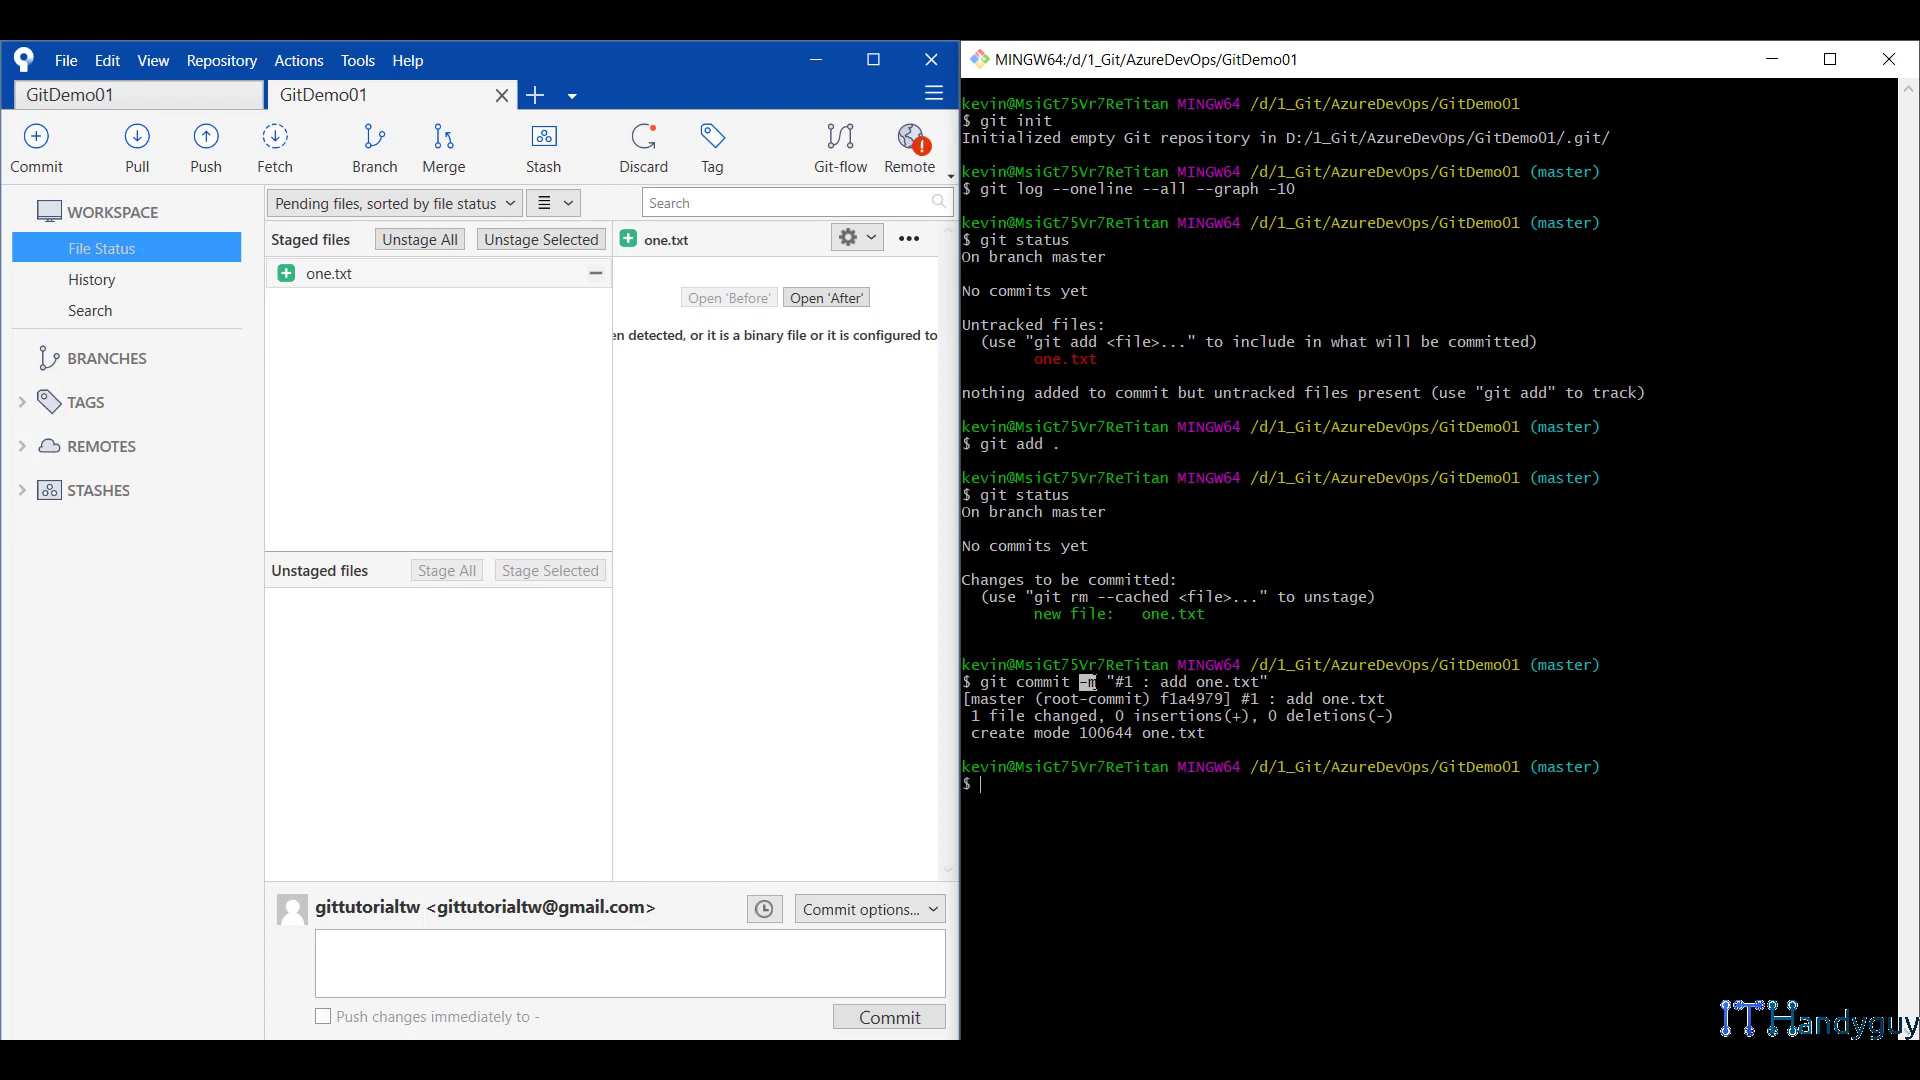 File Edit View Repository Actions Tools Help
GitDemo01
GitDemo01
Commit Pull Push Fetch Branch Merge Stash Discard Tag Git-flow Remote
WORKSPACE
File Status
History
Search
BRANCHES
TAGS
REMOTES
STASHES
Pending files, sorted by file status
Search
Staged files Unstage All Unstage Selected
one.txt
one.txt
Open 'Before' Open 'After'
en detected, or it is a binary file or it is configured to
Unstaged files Stage All Stage Selected
gittutorialtw <gittutorialtw@gmail.com>
Commit options...
Push changes immediately to -
Commit
MINGW64:/d/1_Git/AzureDevOps/GitDemo01
kevin@MsiGt75Vr7ReTitan MINGW64 /d/1_Git/AzureDevOps/GitDemo01
$ git init
Initialized empty Git repository in D:/1_Git/AzureDevOps/GitDemo01/.git/
kevin@MsiGt75Vr7ReTitan MINGW64 /d/1_Git/AzureDevOps/GitDemo01 (master)
$ git log --oneline --all --graph -10
kevin@MsiGt75Vr7ReTitan MINGW64 /d/1_Git/AzureDevOps/GitDemo01 (master)
$ git status
On branch master
No commits yet
Untracked files:
(use "git add <file>..." to include in what will be committed)
one.txt
nothing added to commit but untracked files present (use "git add" to track)
kevin@MsiGt75Vr7ReTitan MINGW64 /d/1_Git/AzureDevOps/GitDemo01 (master)
$ git add .
kevin@MsiGt75Vr7ReTitan MINGW64 /d/1_Git/AzureDevOps/GitDemo01 (master)
$ git status
On branch master
No commits yet
Changes to be committed:
(use "git rm --cached <file>..." to unstage)
new file:   one.txt
kevin@MsiGt75Vr7ReTitan MINGW64 /d/1_Git/AzureDevOps/GitDemo01 (master)
$ git commit -m "#1 : add one.txt"
[master (root-commit) f1a4979] #1 : add one.txt
1 file changed, 0 insertions(+), 0 deletions(-)
create mode 100644 one.txt
kevin@MsiGt75Vr7ReTitan MINGW64 /d/1_Git/AzureDevOps/GitDemo01 (master)
$
ITHandyguy